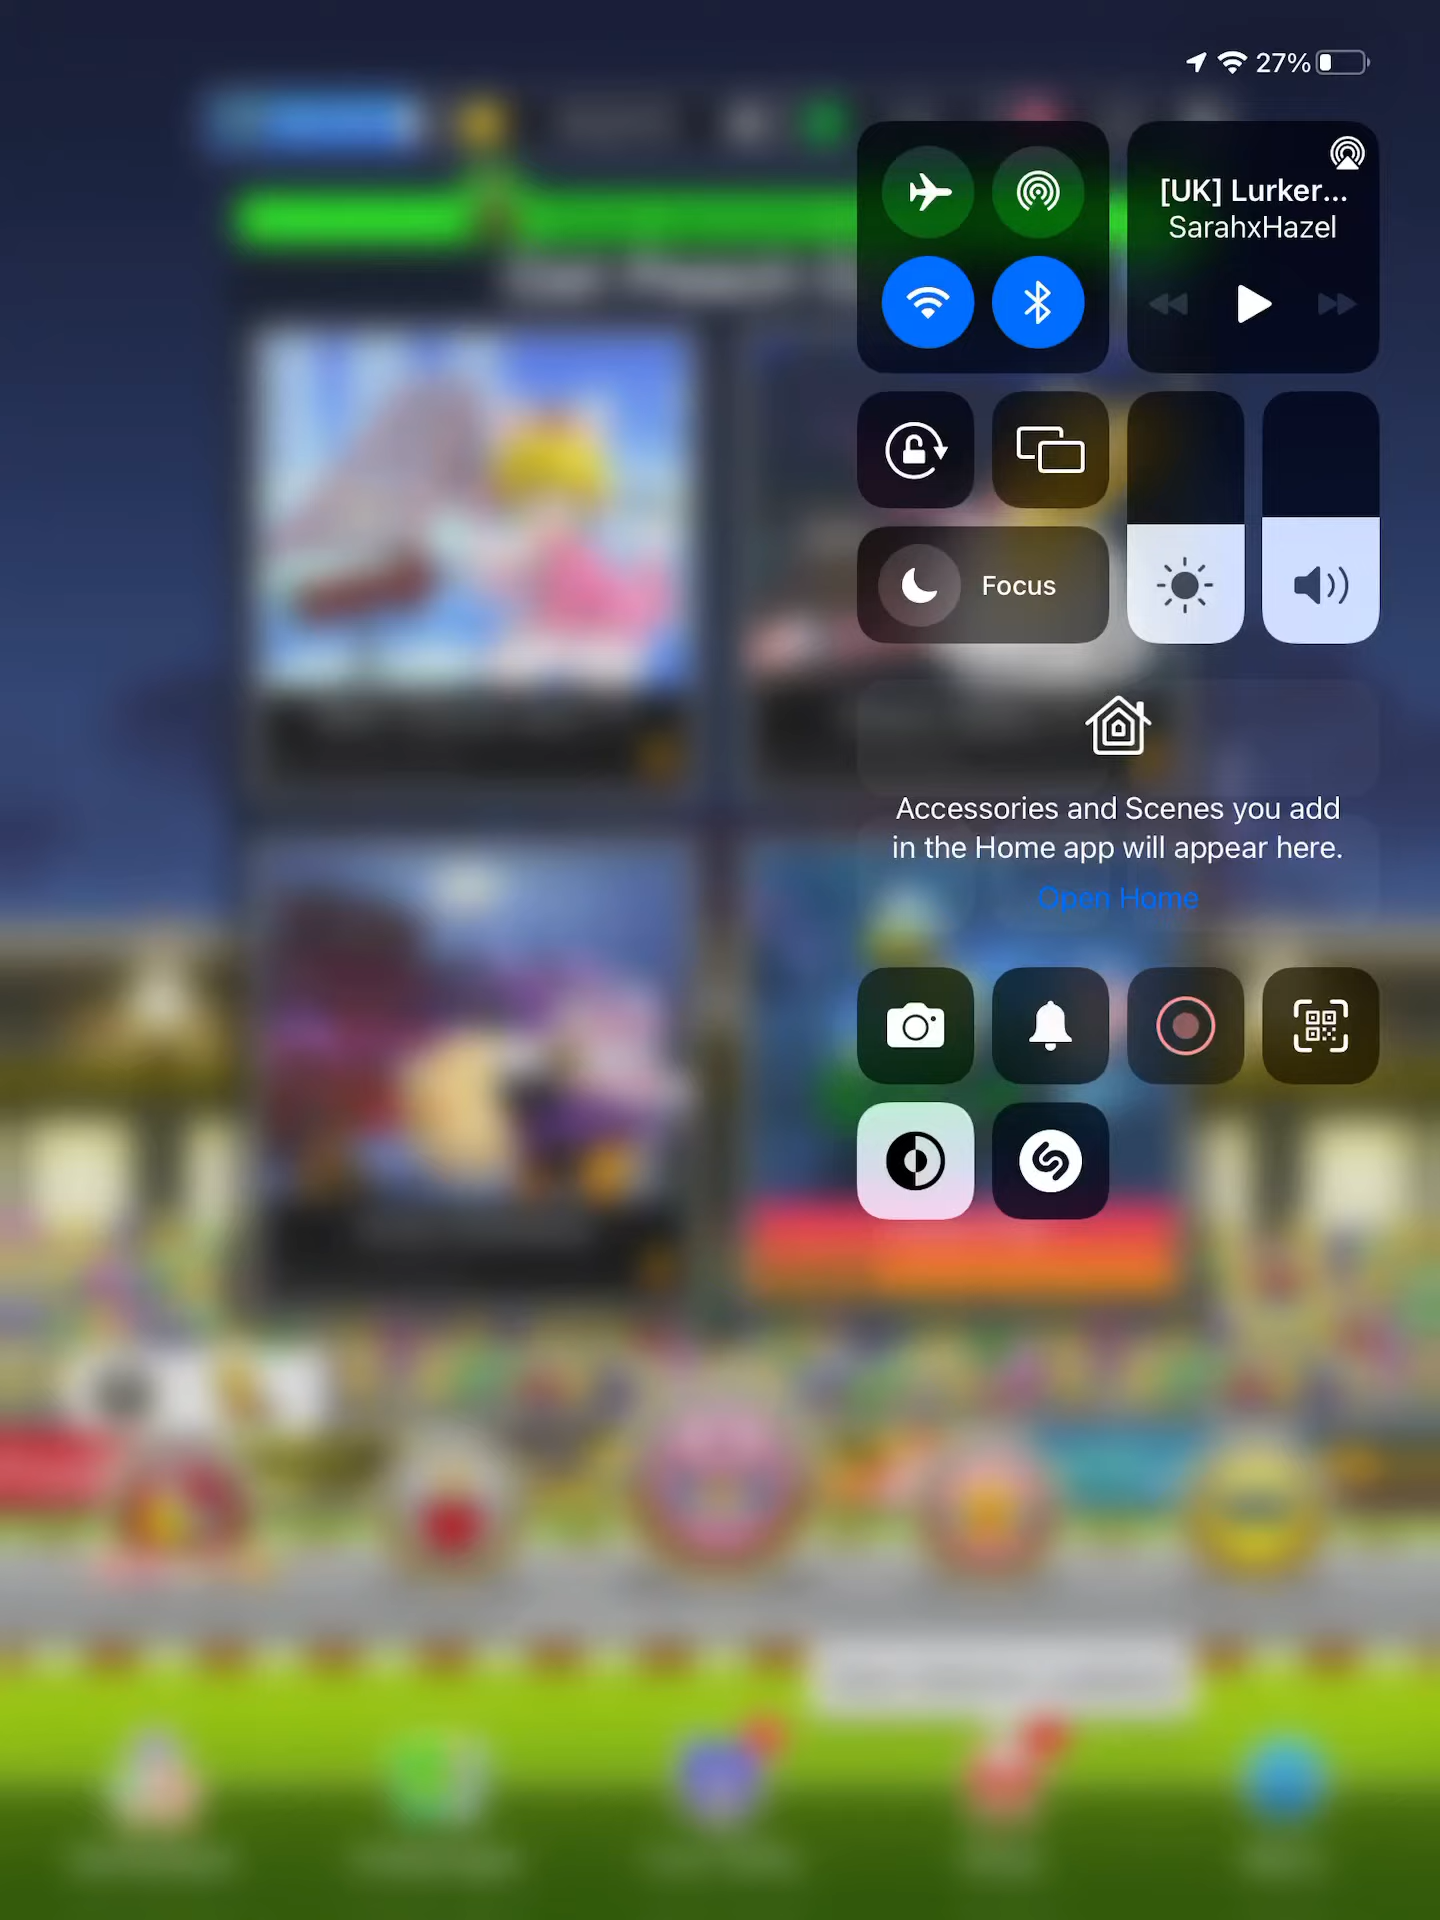 27%
[UK] Lurker...
SarahxHazel
Focus
Accessories and Scenes you add
in the Home app will appear here.
Open Home